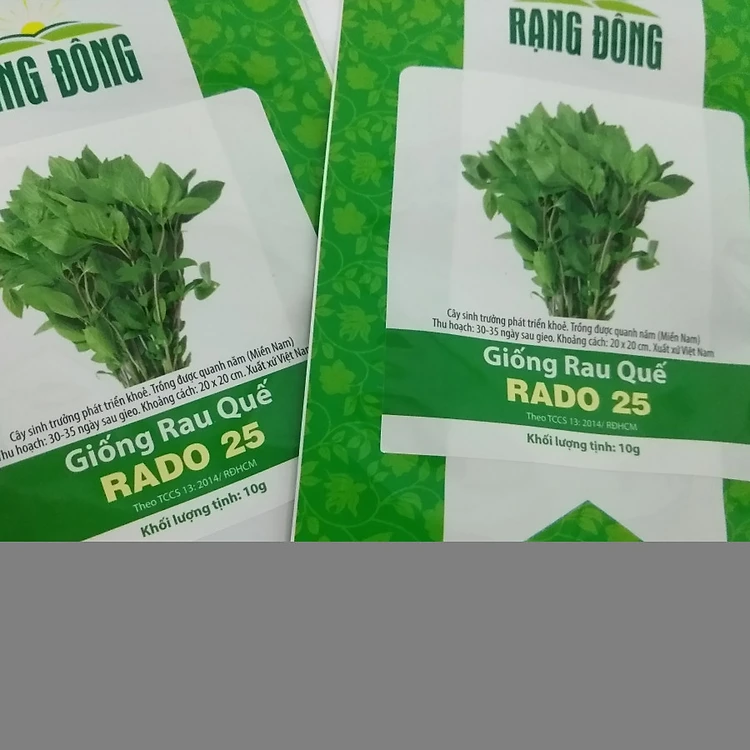 NG ĐÔNG
Cây sinh trưởng phát triển khoẻ. Trồng được quanh năm (Miền Nam)
Thu hoạch: 30-35 ngày sau gieo. Khoảng cách: 20 x 20 cm. Xuất xứ Việt Nam
Giống Rau Quế
RADO 25
Theo TCCS 13: 2014/ RĐHCM
Khối lượng tịnh: 10g
RẠNG ĐÔNG
Cây sinh trưởng phát triển khoẻ. Trồng được quanh năm (Miền Nam)
Thu hoạch: 30-35 ngày sau gieo. Khoảng cách: 20 x 20 cm. Xuất xứ Việt Nam
Giống Rau Quế
RADO 25
Theo TCCS 13: 2014/ RĐHCM
Khối lượng tịnh: 10g